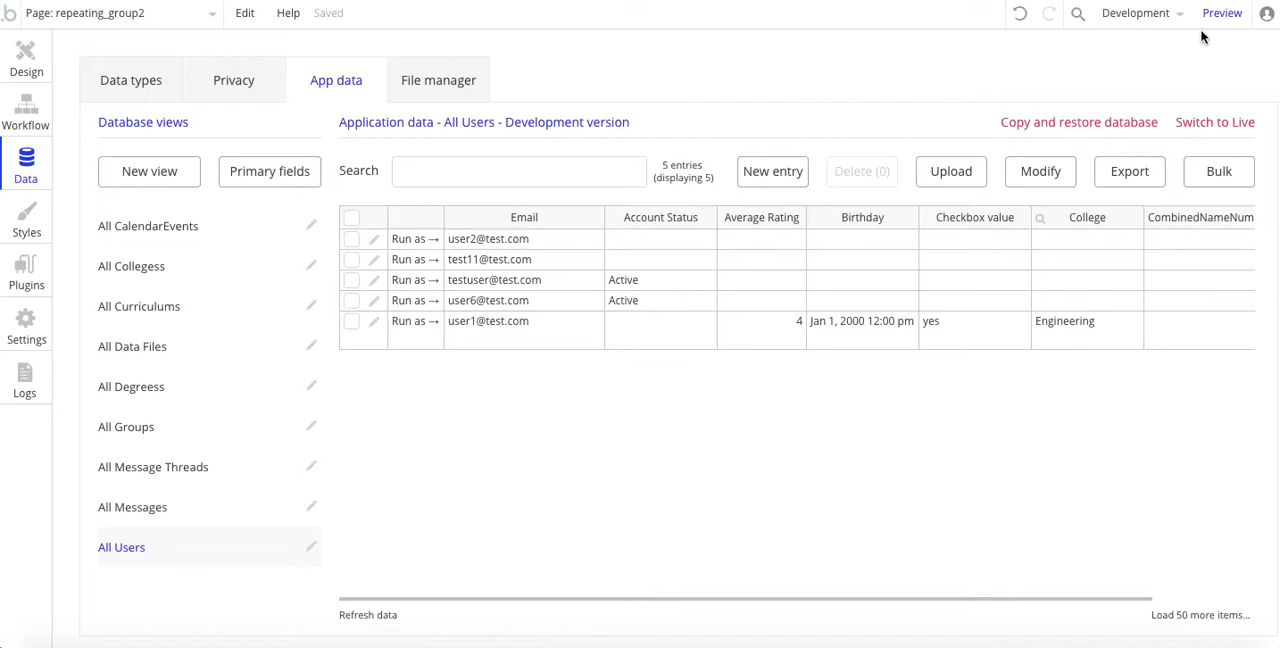 .b Page: repeating_group2 Edit Help Saved Development Preview
Design
Workflow
Data
Styles
Plugins
Settings
Logs
Data types Privacy App data File manager
Database views
New view Primary fields
All CalendarEvents
All Collegess
All Curriculums
All Data Files
All Degreess
All Groups
All Message Threads
All Messages
All Users
Application data - All Users - Development version Copy and restore database Switch to Live
Search 5 entries (displaying 5) New entry Delete (0) Upload Modify Export Bulk
Email Account Status Average Rating Birthday Checkbox value College CombinedNameNum
Run as → user2@test.com
Run as → test11@test.com
Run as → testuser@test.com Active
Run as → user6@test.com Active
Run as → user1@test.com 4 Jan 1, 2000 12:00 pm yes Engineering
Refresh data Load 50 more items...